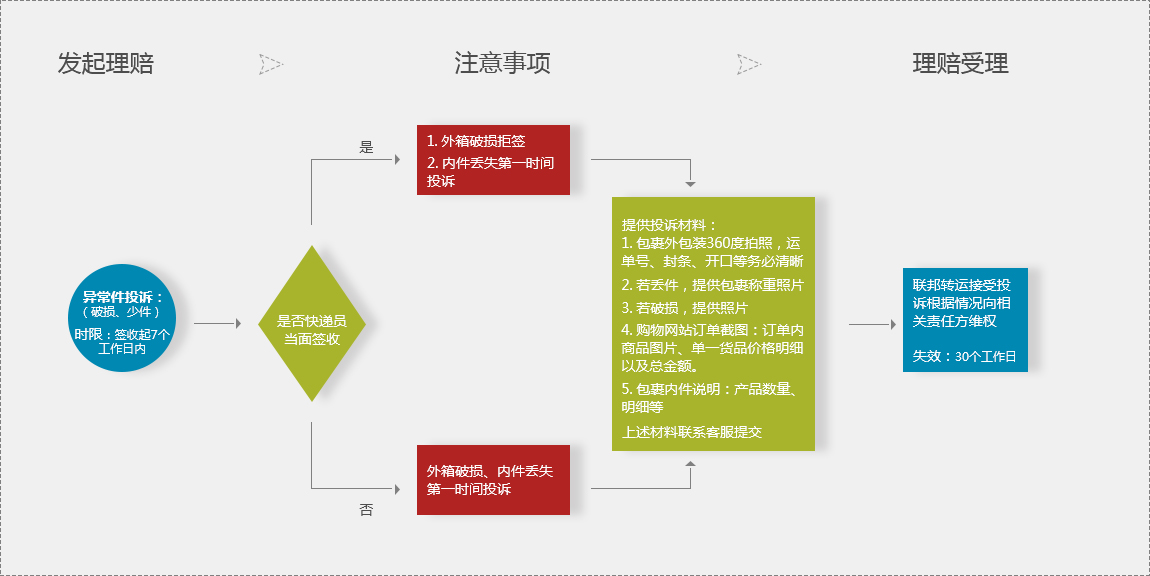 发起理赔
注意事项
理赔受理
异常件投诉：
（破损、少件）
时限：签收起7个
工作日内
是否快递员
当面签收
是
1. 外箱破损拒签
2. 内件丢失第一时间
投诉
否
外箱破损、内件丢失
第一时间投诉
提供投诉材料：
1. 包裹外包装360度拍照，运
单号、封条、开口等务必清晰
2. 若丢件，提供包裹称重照片
3. 若破损，提供照片
4. 购物网站订单截图：订单内
商品图片、单一货品价格明细
以及总金额。
5. 包裹内件说明：产品数量、
明细等
上述材料联系客服提交
联邦转运接受投
诉根据情况向相
关责任方维权
失效：30个工作日